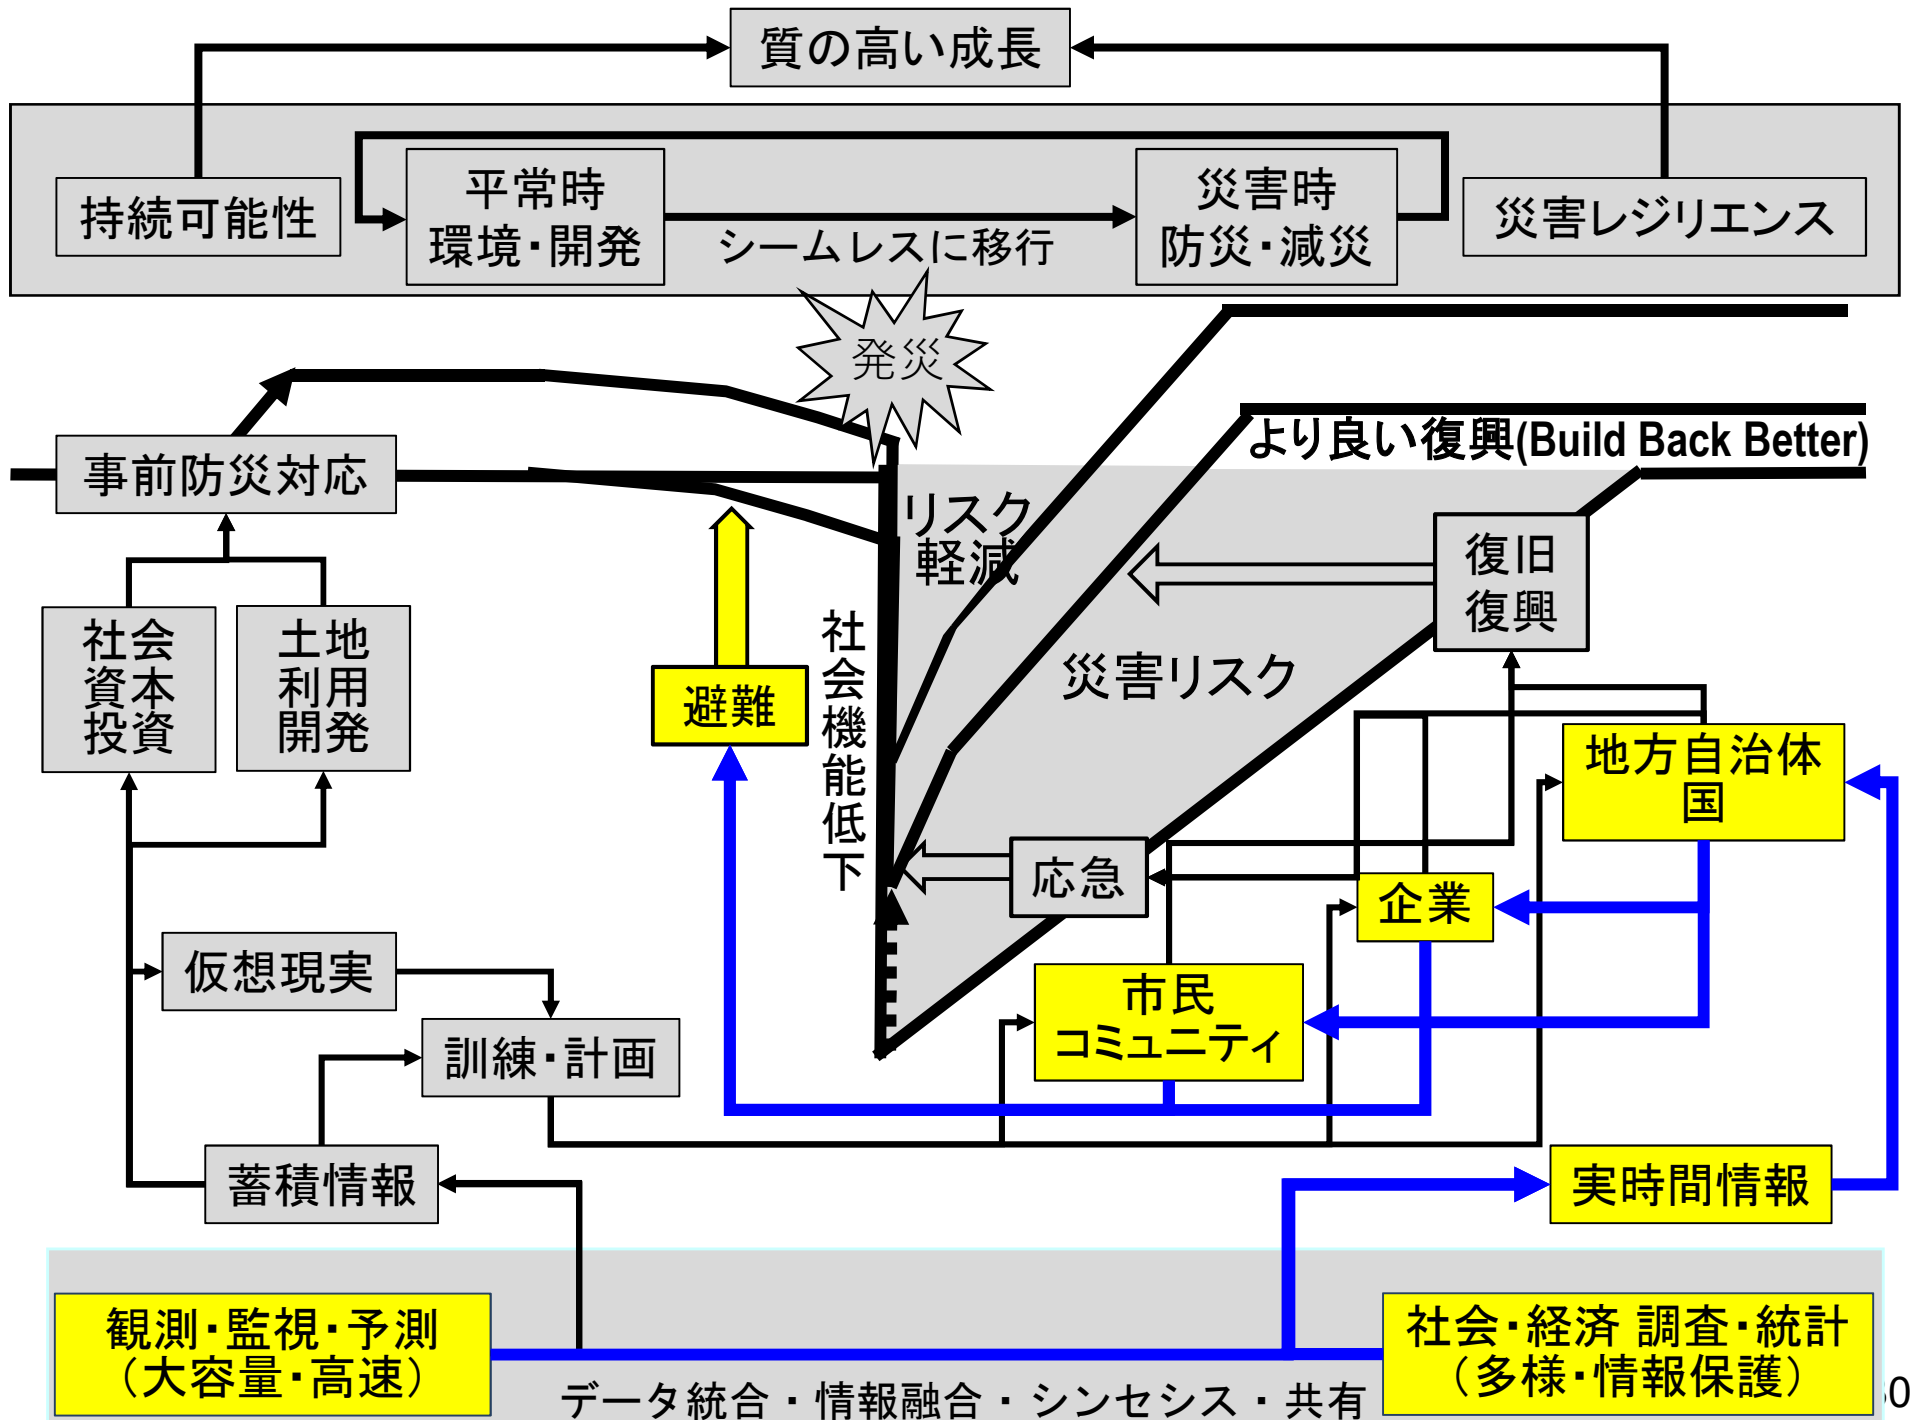 質の高い成長
持続可能性
平常時
環境・開発
シームレスに移行
災害時
防災・減災
災害レジリエンス
発災
より良い復興(Build Back Better)
事前防災対応
リスク
軽減
復旧
復興
社会
資本
投資
土地
利用
開発
避難
社会機能低下
災害リスク
地方自治体
国
応急
企業
仮想現実
市民
コミュニティ
訓練・計画
蓄積情報
実時間情報
観測・監視・予測
（大容量・高速）
社会・経済 調査・統計
（多様・情報保護）
データ統合・情報融合・シンセシス・共有